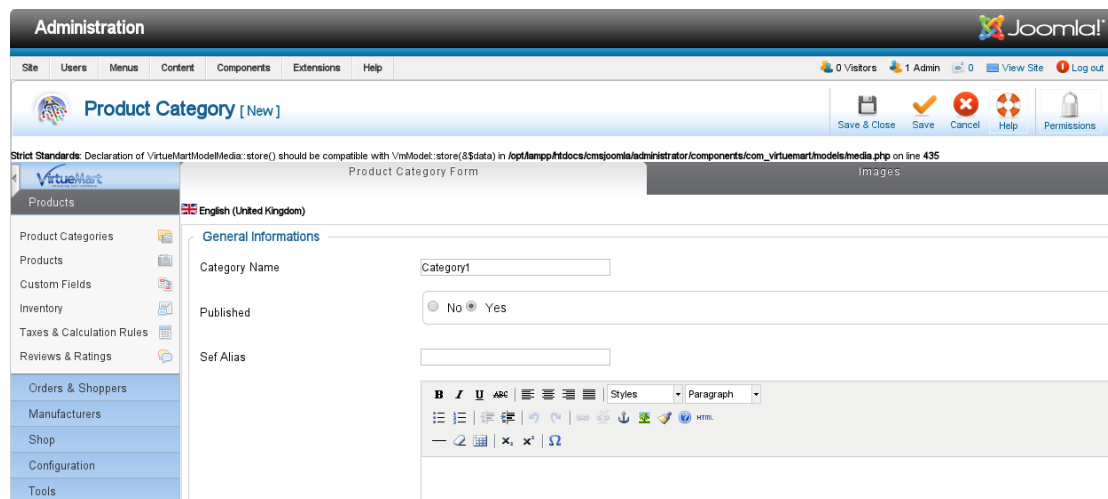 Administration
Joomla!
Site Users Menus Content Components Extensions Help
0 Visitors 1 Admin 0 View Site Log out
Product Category [ New ]
Save & Close Save Cancel Help Permissions
Strict Standards: Declaration of VirtueMartModelMedia::store() should be compatible with VmModel::store(&$data) in /opt/lampp/htdocs/cmsjoomla/administrator/components/com_virtuemart/models/media.php on line 435
VirtueMart
Product Category Form Images
Products
English (United Kingdom)
General Informations
Product Categories
Products
Custom Fields
Inventory
Taxes & Calculation Rules
Reviews & Ratings
Orders & Shoppers
Manufacturers
Shop
Configuration
Tools
Category Name Category1
Published No Yes
Sef Alias
B I U ABC Styles Paragraph
HTML
x, x² Ω